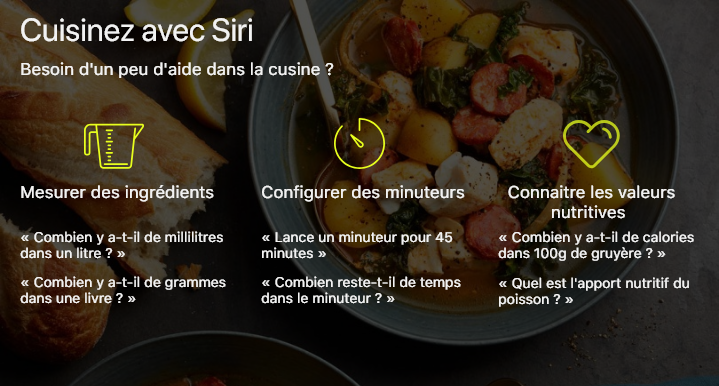 Cuisinez avec Siri
Besoin d'un peu d'aide dans la cusine ?
Mesurer des ingrédients
« Combien y a-t-il de millilitres
dans un litre ? »
« Combien y a-t-il de grammes
dans une livre ? »
Configurer des minuteurs
« Lance un minuteur pour 45
minutes »
« Combien reste-t-il de temps
dans le minuteur ? »
Connaitre les valeurs
nutritives
« Combien y a-t-il de calories
dans 100g de gruyère ? »
« Quel est l'apport nutritif du
poisson ? »